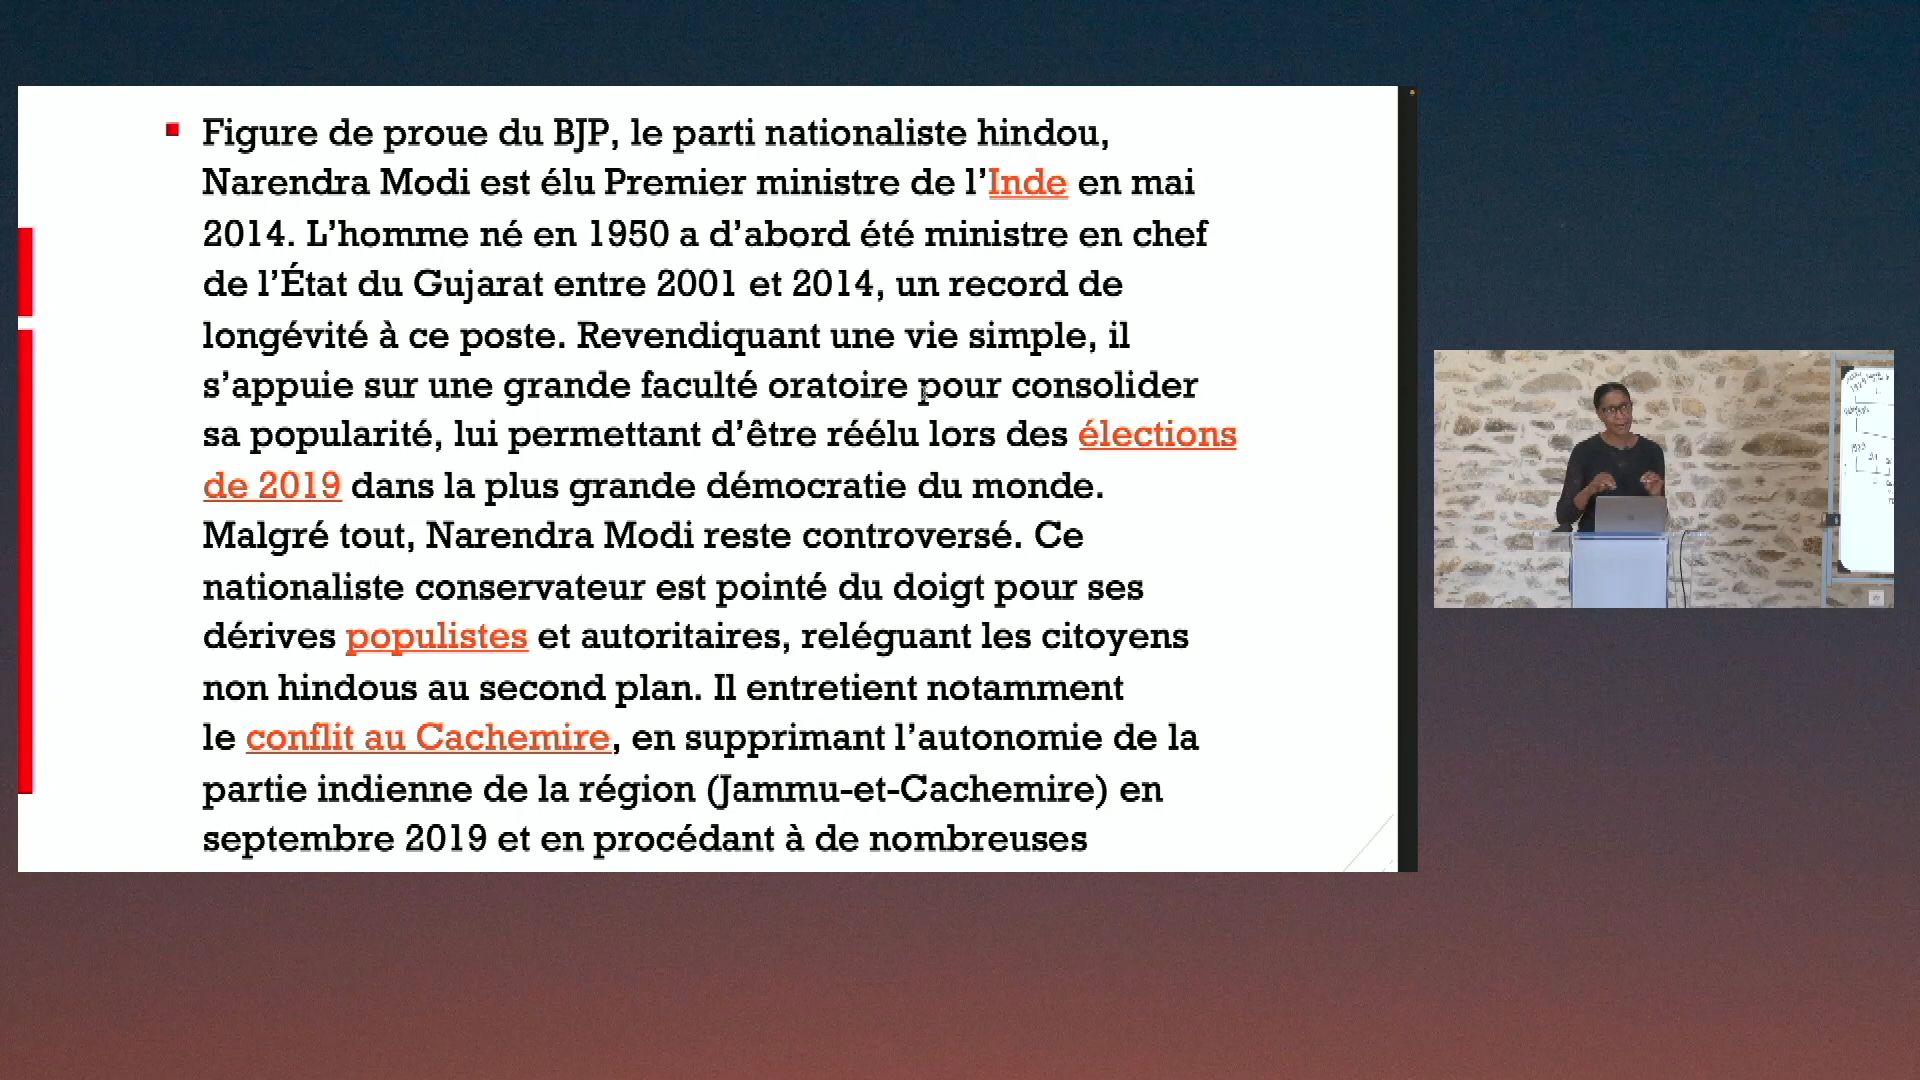 Figure de proue du BJP, le parti nationaliste hindou,
Narendra Modi est élu Premier ministre de l’Inde en mai
2014. L’homme né en 1950 a d’abord été ministre en chef
de l’État du Gujarat entre 2001 et 2014, un record de
longévité à ce poste. Revendiquant une vie simple, il
s’appuie sur une grande faculté oratoire pour consolider
sa popularité, lui permettant d’être réélu lors des élections
de 2019 dans la plus grande démocratie du monde.
Malgré tout, Narendra Modi reste controversé. Ce
nationaliste conservateur est pointé du doigt pour ses
dérives populistes et autoritaires, reléguant les citoyens
non hindous au second plan. Il entretient notamment
le conflit au Cachemire, en supprimant l’autonomie de la
partie indienne de la région (Jammu-et-Cachemire) en
septembre 2019 et en procédant à de nombreuses